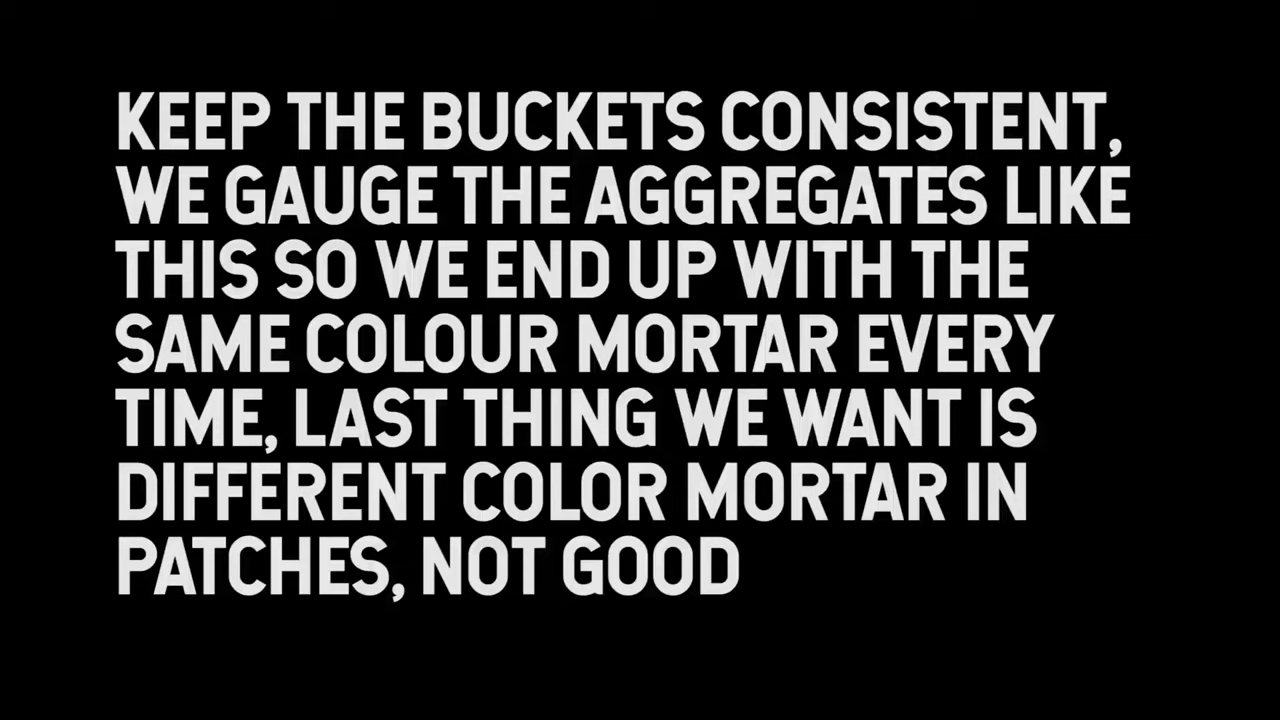 KEEP THE BUCKETS CONSISTENT,
WE GAUGE THE AGGREGATES LIKE
THIS SO WE END UP WITH THE
SAME COLOUR MORTAR EVERY
TIME, LAST THING WE WANT IS
DIFFERENT COLOR MORTAR IN
PATCHES, NOT GOOD